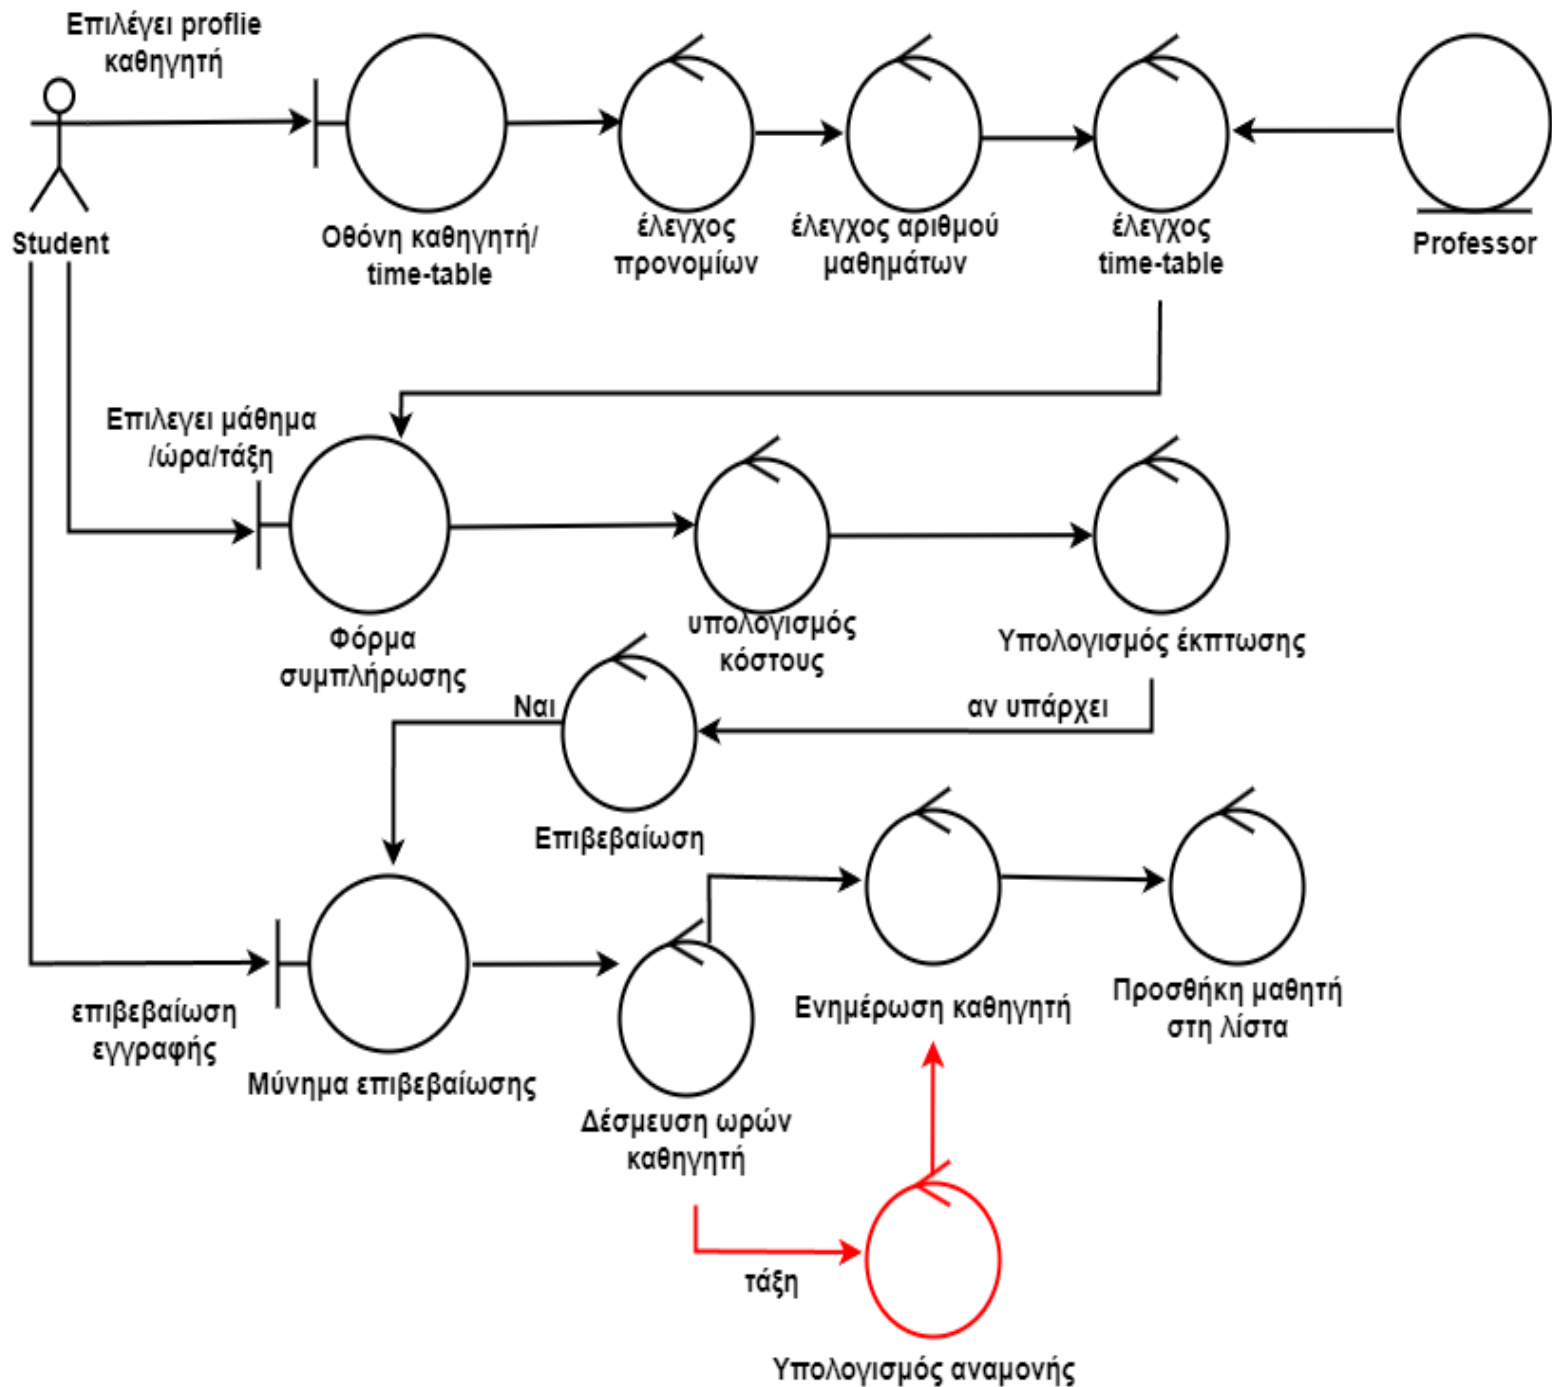 Επιλέγει proflie
καθηγητή
Student
Οθόνη καθηγητή/
time-table
έλεγχος
προνομίων
έλεγχος αριθμού
μαθημάτων
έλεγχος
time-table
Professor
Επιλεγει μάθημα
/ώρα/τάξη
Φόρμα
συμπλήρωσης
υπολογισμός
κόστους
Υπολογισμός έκπτωσης
Ναι
αν υπάρχει
Επιβεβαίωση
επιβεβαίωση
εγγραφής
Μύνημα επιβεβαίωσης
Δέσμευση ωρών
καθηγητή
Ενημέρωση καθηγητή
Προσθήκη μαθητή
στη λίστα
τάξη
Υπολογισμός αναμονής